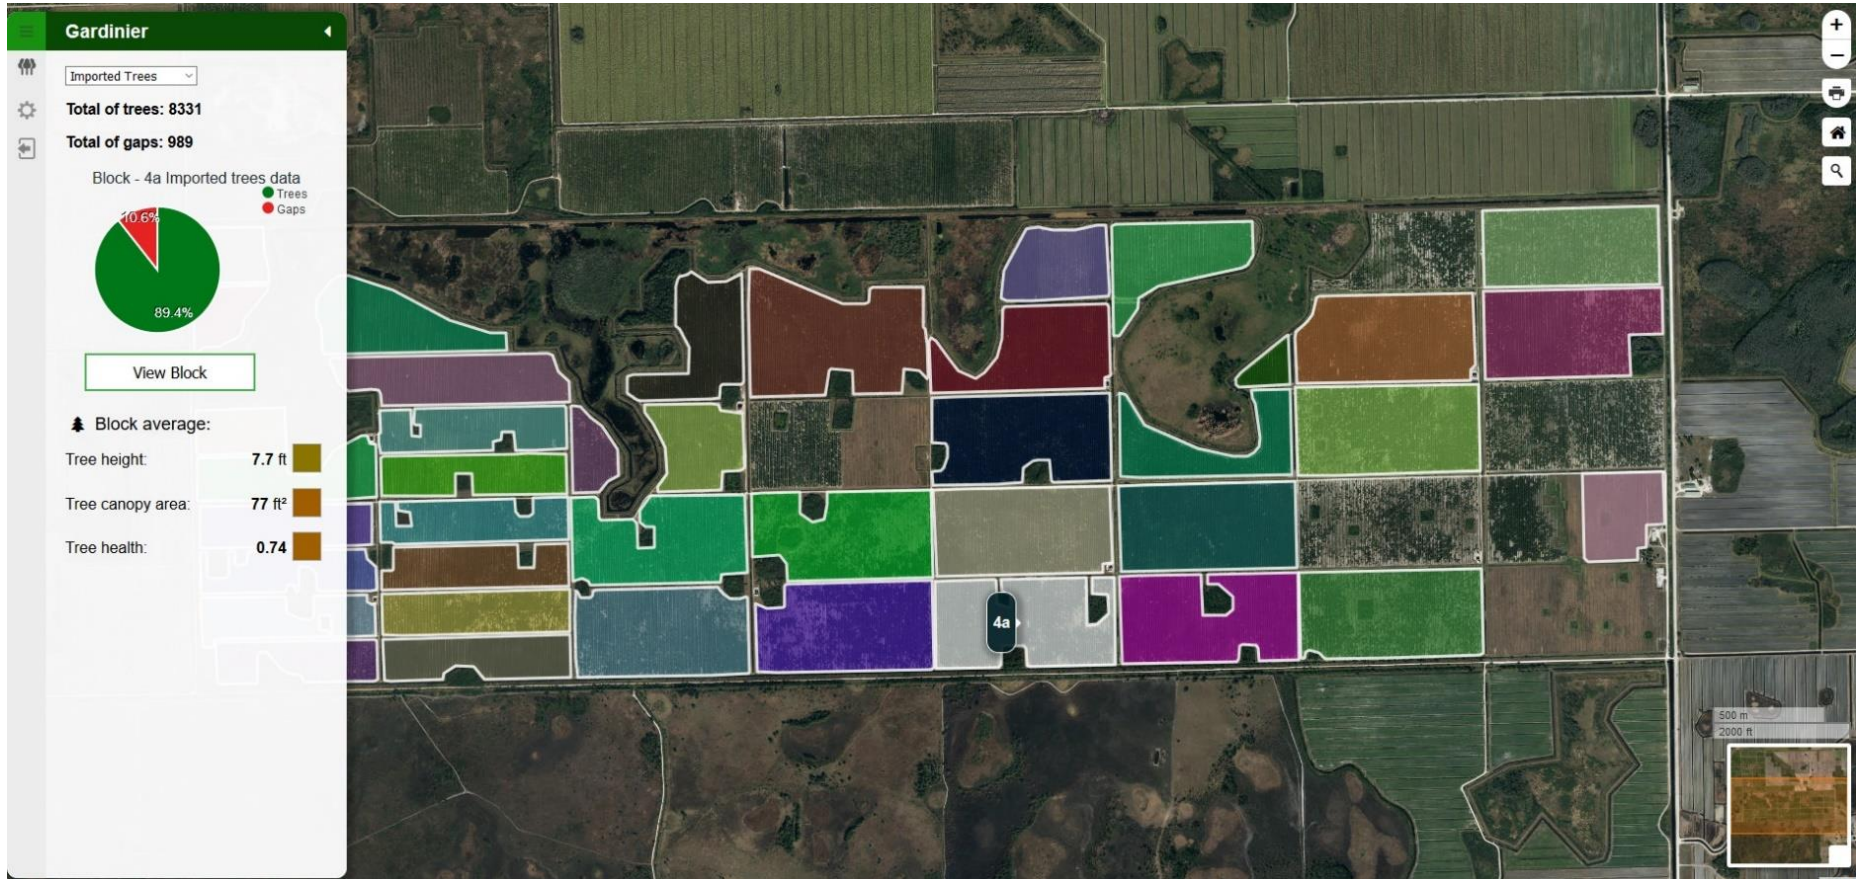 Gardinier
Imported Trees
Total of trees: 8331
Total of gaps: 989
Block - 4a Imported trees data
Trees
Gaps
10.6%
89.4%
View Block
Block average:
Tree height: 7.7 ft
Tree canopy area: 77 ft²
Tree health: 0.74
4a
+
−
500 m
2000 ft